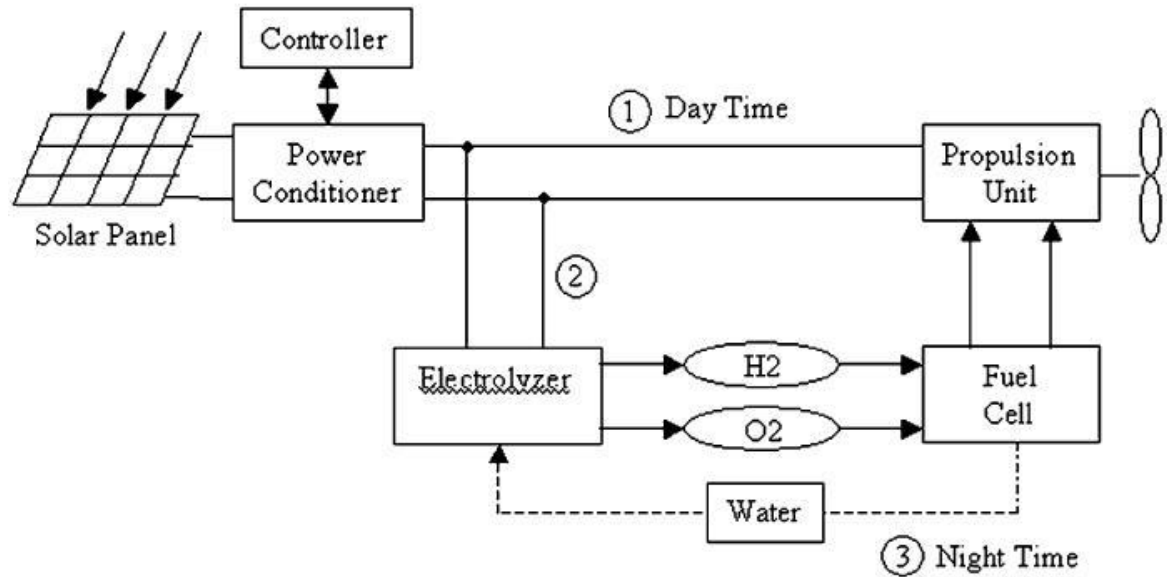 Controller
1 Day Time
Power
Conditioner
Propulsion
Unit
Solar Panel
2
Electrolyzer
H2
O2
Fuel
Cell
Water
3 Night Time